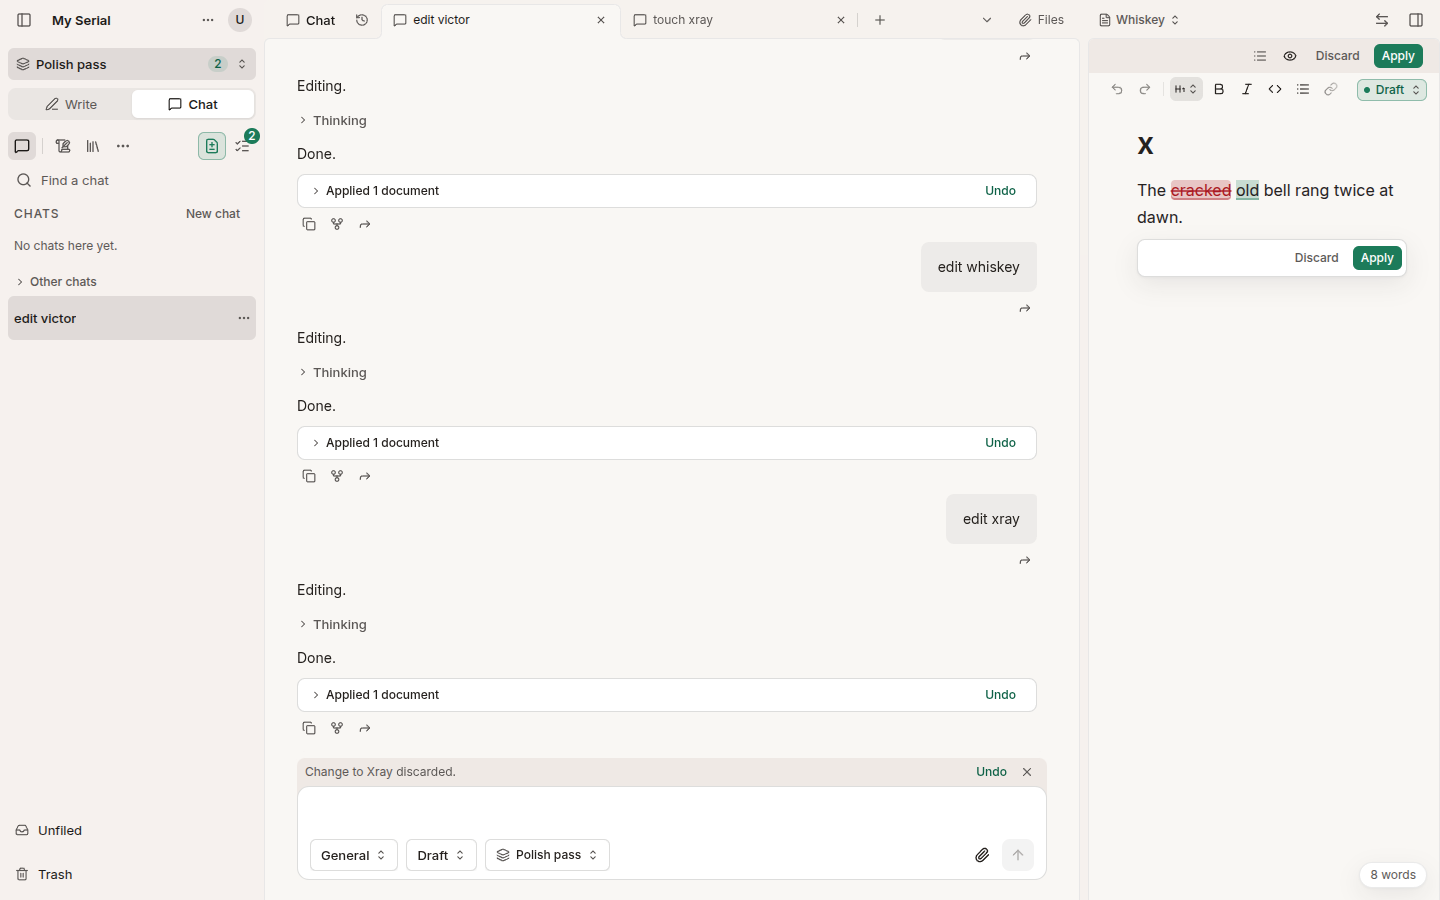 My Serial
U
Chat
edit victor
touch xray
Files
Whiskey
Polish pass
2
Discard
Apply
Write
Chat
H1
Draft
2
Find a chat
CHATS
New chat
No chats here yet.
Other chats
edit victor
Unfiled
Trash
Editing.
Thinking
Done.
Applied 1 document
Undo
edit whiskey
Editing.
Thinking
Done.
Applied 1 document
Undo
edit xray
Editing.
Thinking
Done.
Applied 1 document
Undo
Change to Xray discarded.
Undo
General
Draft
Polish pass
X
The cracked old bell rang twice at
dawn.
Discard
Apply
8 words